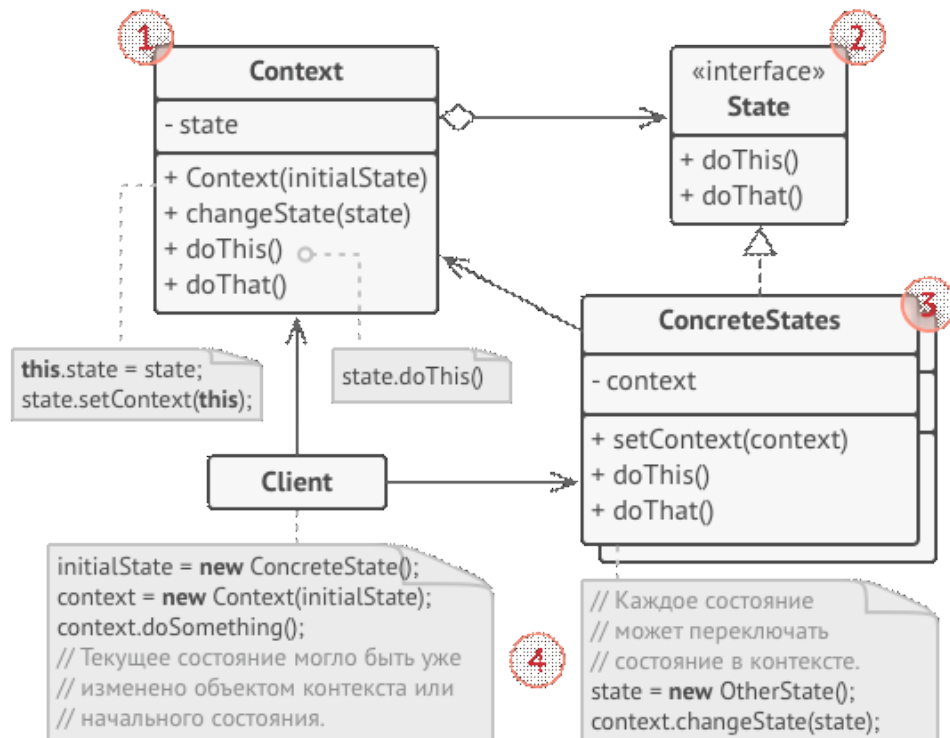 1
Context
- state
+ Context(initialState)
+ changeState(state)
+ doThis()
+ doThat()
2
«interface»
State
+ doThis()
+ doThat()
this.state = state;
state.setContext(this);
state.doThis()
3
ConcreteStates
- context
+ setContext(context)
+ doThis()
+ doThat()
Client
initialState = new ConcreteState();
context = new Context(initialState);
context.doSomething();
// Текущее состояние могло быть уже
// изменено объектом контекста или
// начального состояния.
4
// Каждое состояние
// может переключать
// состояние в контексте.
state = new OtherState();
context.changeState(state);